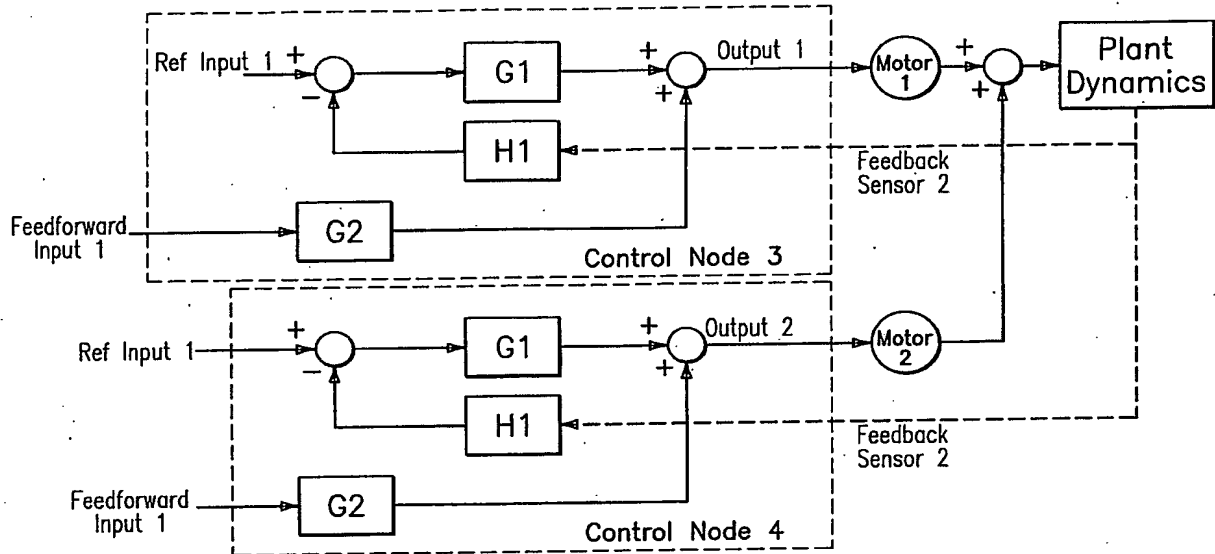 Ref Input 1
+
−
G1
+
+
Output 1
Motor
1
+
+
Plant
Dynamics
H1
Feedback
Sensor 2
Feedforward
Input 1
G2
Control Node 3
Ref Input 1
+
−
G1
+
+
Output 2
Motor
2
H1
Feedback
Sensor 2
Feedforward
Input 1
G2
Control Node 4